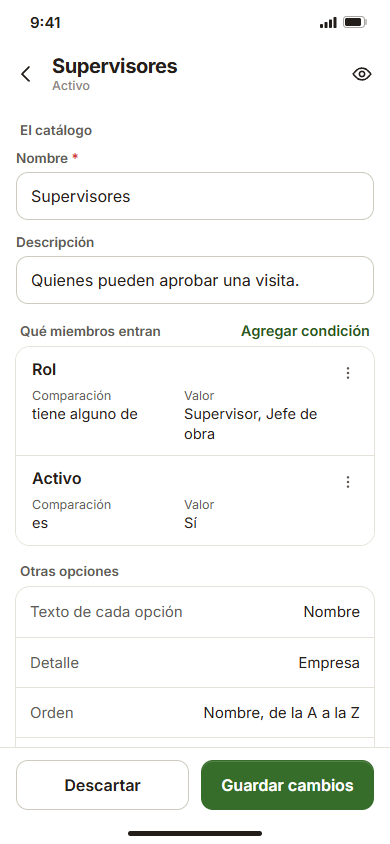 9:41
Supervisores
Activo
El catálogo
Nombre *
Supervisores
Descripción
Quienes pueden aprobar una visita.
Qué miembros entran
Agregar condición
Rol
Comparación
Valor
tiene alguno de
Supervisor, Jefe de
obra
Activo
Comparación
Valor
es
Sí
Otras opciones
Texto de cada opción
Nombre
Detalle
Empresa
Orden
Nombre, de la A a la Z
Descartar
Guardar cambios